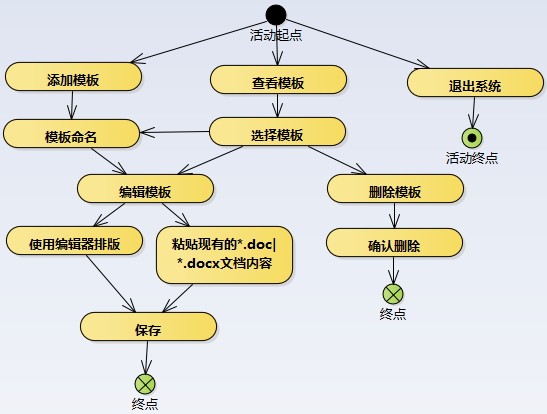 活动起点
添加模板
查看模板
退出系统
模板命名
选择模板
活动终点
编辑模板
删除模板
使用编辑器排版
粘贴现有的*.doc|
*.docx文档内容
确认删除
终点
保存
终点